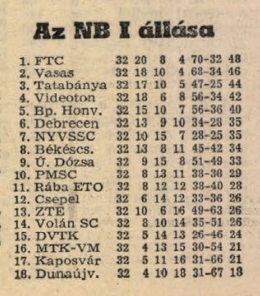 Az NB I állása
1. FTC 32 20 8 4 70-32 48
2. Vasas 32 18 10 4 68-34 46
3. Tatabánya 32 17 10 5 47-25 44
4. Videoton 32 18 6 8 56-34 42
5. Bp. Honv. 32 15 10 7 56-36 40
6. Debrecen 32 13 9 10 34-28 35
7. NYVSSC 32 10 15 7 28-25 35
8. Békéscs. 32 13 8 11 45-42 34
9. Ú. Dózsa 32 9 15 8 51-49 33
10. PMSC 32 8 13 11 38-38 29
11. Rába ETO 32 8 12 12 38-40 28
12. Csepel 32 6 14 12 33-36 26
13. ZTE 32 10 6 16 49-63 26
14. Volán SC 32 8 10 14 28-46 26
15. DVTK 32 5 14 13 26-46 24
16. MTK-VM 32 4 13 15 30-54 21
17. Kaposvár 32 5 11 16 31-66 21
18. Dunaújv. 32 4 10 18 31-67 18